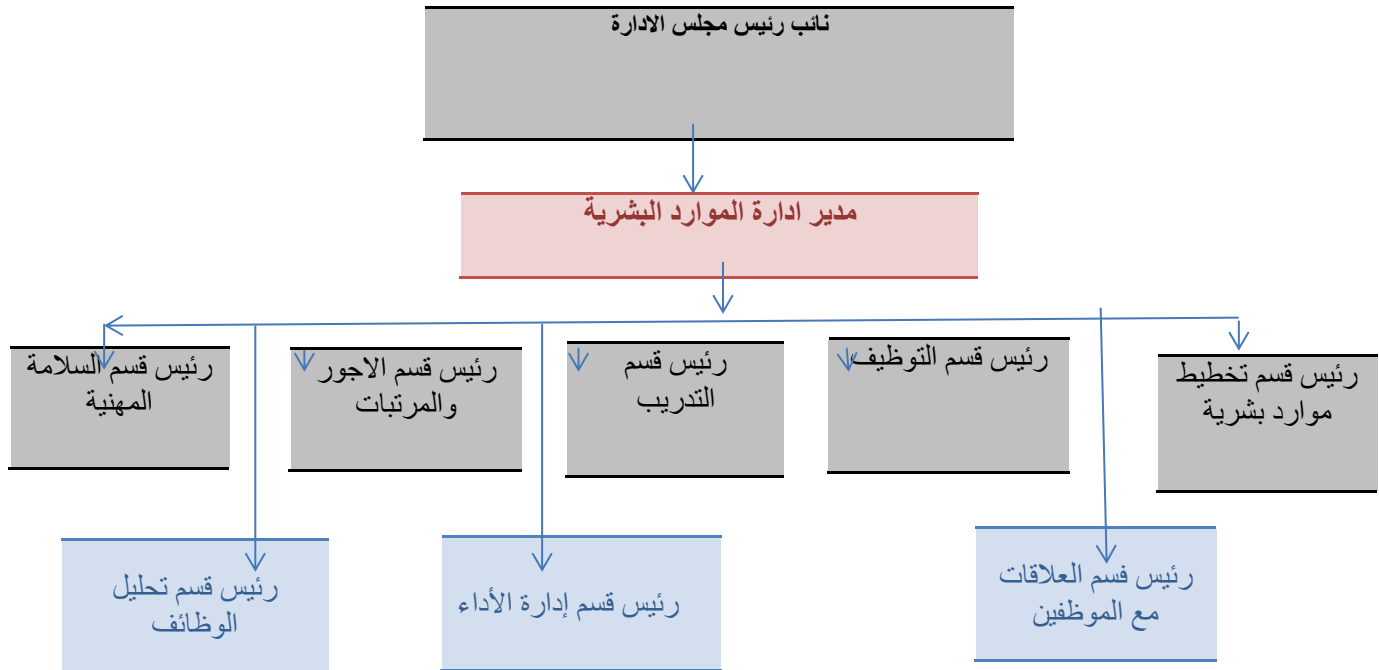 نائب رئيس مجلس الادارة
مدير ادارة الموارد البشرية
رئيس قسم تخطيط
موارد بشرية
رئيس قسم التوظيف
رئيس قسم
التدريب
رئيس قسم الاجور
والمرتبات
رئيس قسم السلامة
المهنية
رئيس فسم العلاقات
مع الموظفين
رئيس قسم إدارة الأداء
رئيس قسم تحليل
الوظائف